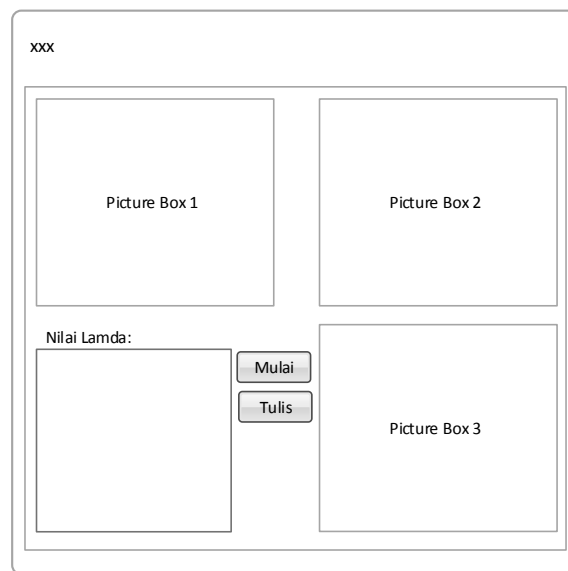 xxx
Picture Box 1
Picture Box 2
Nilai Lamda:
Mulai
Tulis
Picture Box 3